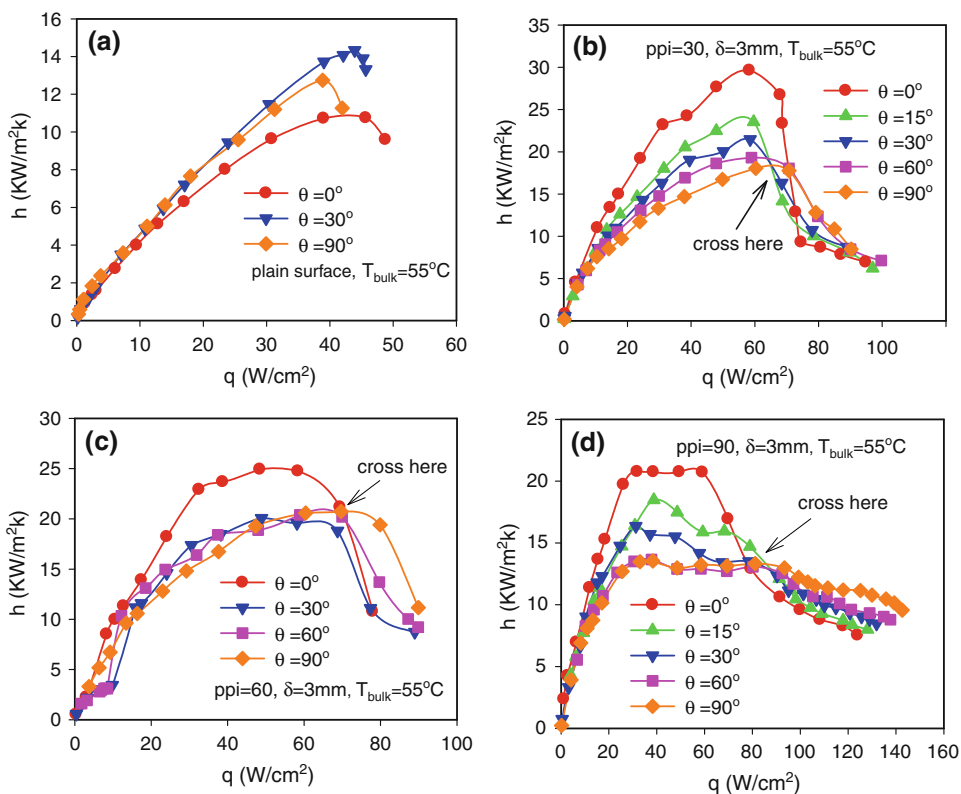 (a)
h (KW/m²k)
16
14
12
10
8
6
4
2
0
θ =0°
θ =30°
θ =90°
plain surface, T_bulk=55°C
0 10 20 30 40 50 60
q (W/cm²)
(b)
ppi=30, δ=3mm, T_bulk=55°C
h (KW/m²k)
35
30
25
20
15
10
5
0
θ =0°
θ =15°
θ =30°
θ =60°
θ =90°
cross here
0 20 40 60 80 100
q (W/cm²)
(c)
h (KW/m²k)
30
25
20
15
10
5
0
cross here
θ =0°
θ =30°
θ =60°
θ =90°
ppi=60, δ=3mm, T_bulk=55°C
0 20 40 60 80 100
q (W/cm²)
(d)
ppi=90, δ=3mm, T_bulk=55°C
h (KW/m²k)
25
20
15
10
5
0
cross here
θ =0°
θ =15°
θ =30°
θ =60°
θ =90°
0 20 40 60 80 100 120 140 160
q (W/cm²)